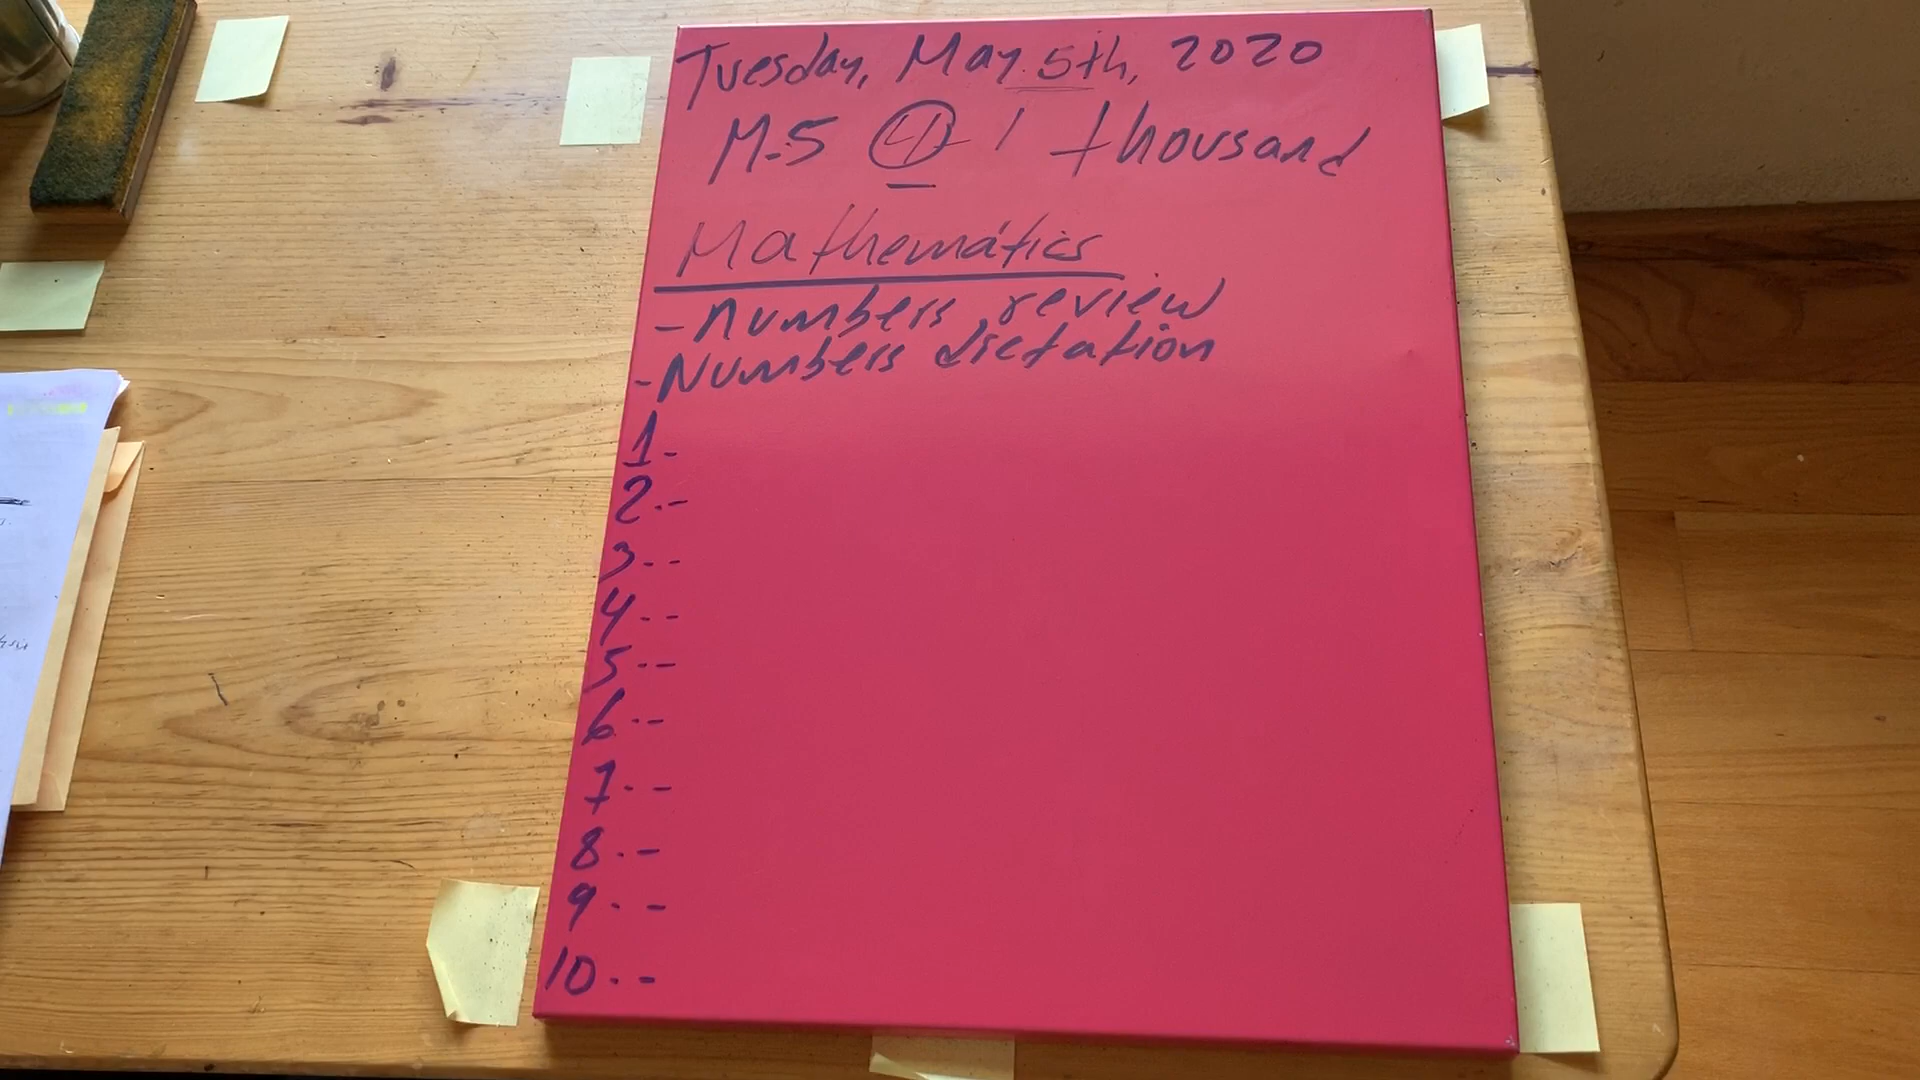 Tuesday, May 5th, 2020
M.5 4 1 thousand
Mathematics
- Numbers review
- Numbers dictation
1.-
2.-
3.-
4.-
5.-
6.-
7.-
8.-
9.-
10.-